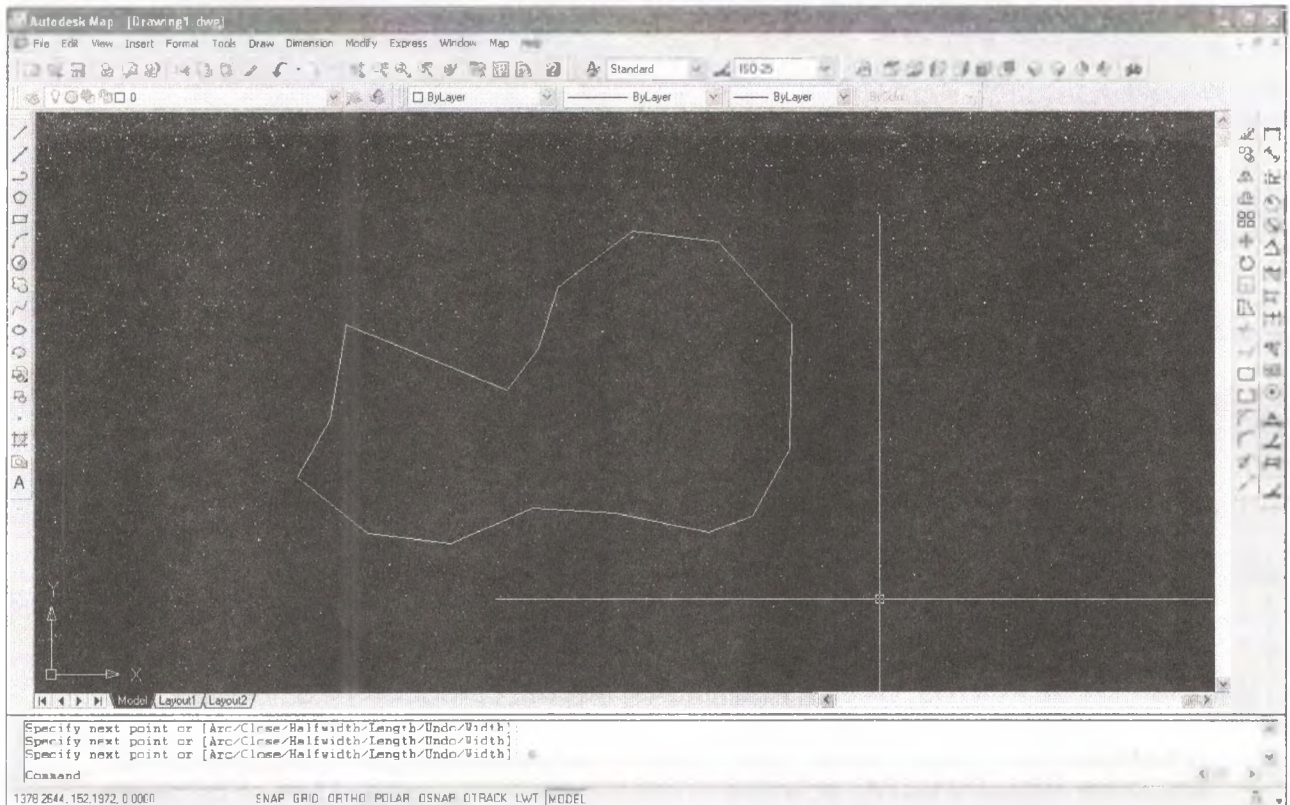 Autodesk Map [Drawing1.dwg]
File Edit View Insert Format Tools Draw Dimension Modify Express Window Map
Standard ISO-25
0 ByLayer ByLayer ByLayer
A
Y
X
Model Layout1 Layout2
Specify next point or [Arc/Close/Halfwidth/Length/Undo/Width]
Specify next point or [Arc/Close/Halfwidth/Length/Undo/Width]
Specify next point or [Arc/Close/Halfwidth/Length/Undo/Width]
Command
1378.2644, 152.1972, 0.0000 SNAP GRID ORTHO POLAR OSNAP OTRACK LWT MODEL